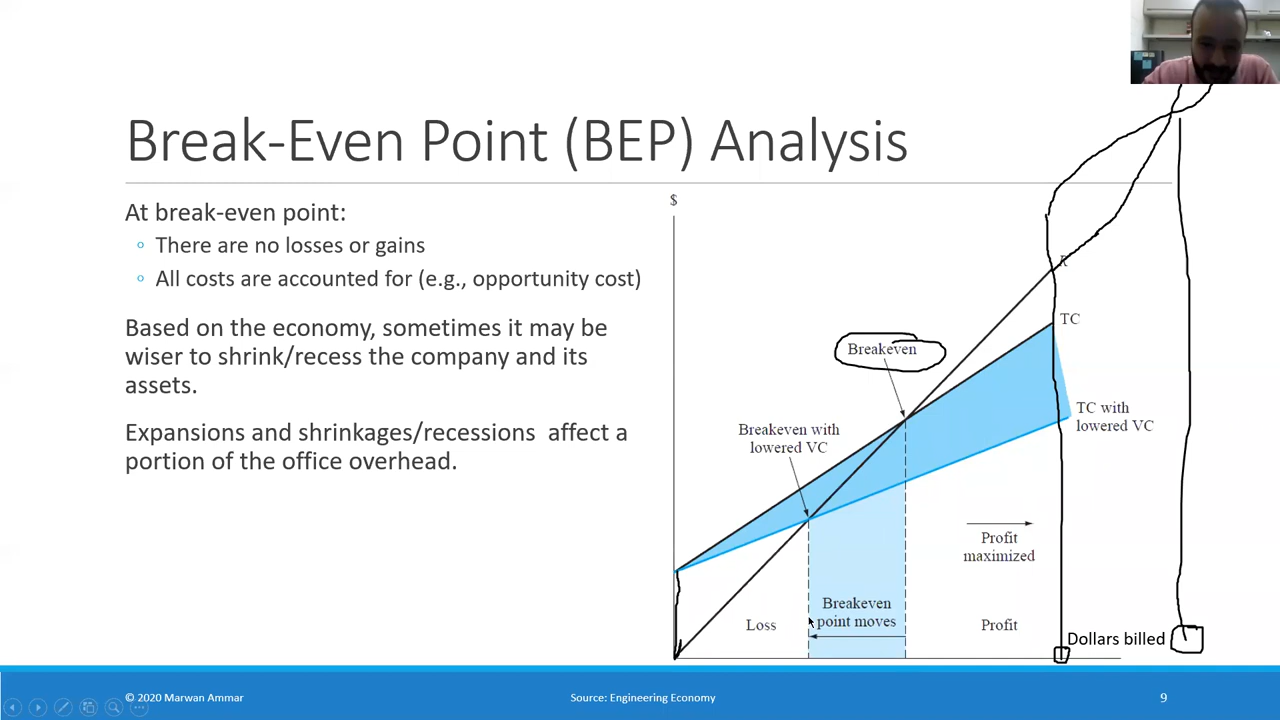 Break-Even Point (BEP) Analysis
At break-even point:
There are no losses or gains
All costs are accounted for (e.g., opportunity cost)
Based on the economy, sometimes it may be
wiser to shrink/recess the company and its
assets.
Expansions and shrinkages/recessions affect a
portion of the office overhead.
$
R
TC
Breakeven
TC with
lowered VC
Breakeven with
lowered VC
Profit
maximized
Breakeven
point moves
Loss
Profit
Dollars billed
© 2020 Marwan Ammar
Source: Engineering Economy
9